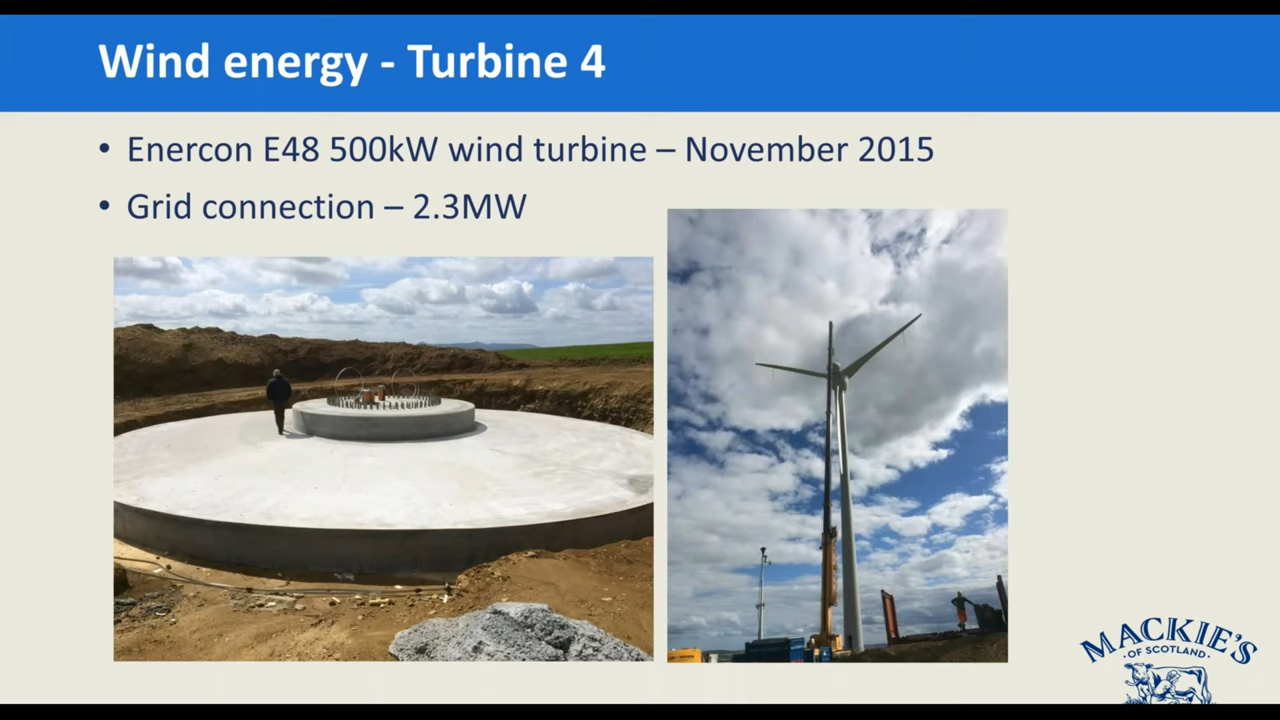 Wind energy - Turbine 4
• Enercon E48 500kW wind turbine – November 2015
• Grid connection – 2.3MW
MACKIE'S
·OF SCOTLAND·